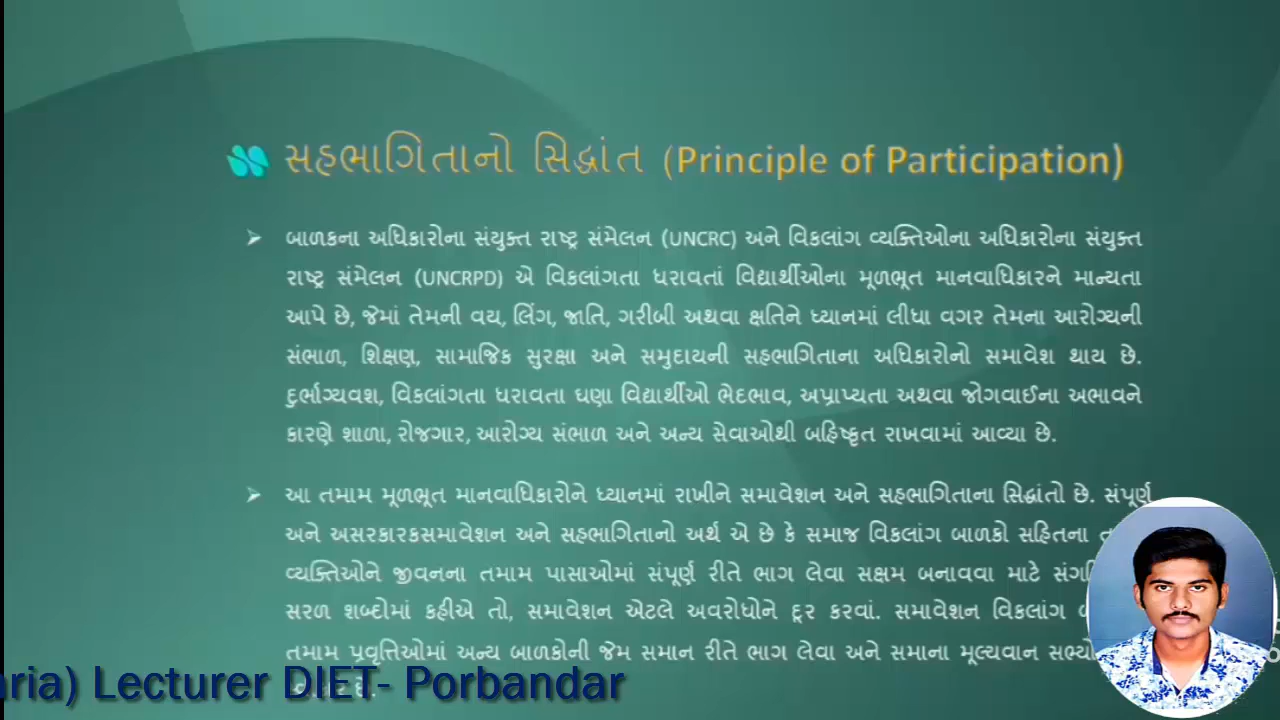 સહભાગિતાનો સિદ્ધાંત (Principle of Participation)
બાળકના અધિકારોના સંયુક્ત રાષ્ટ્ર સંમેલન (UNCRC) અને વિકલાંગ વ્યક્તિઓના અધિકારોના સંયુક્ત
રાષ્ટ્ર સંમેલન (UNCRPD) એ વિકલાંગતા ધરાવતાં વિદ્યાર્થીઓના મૂળભૂત માનવાધિકારને માન્યતા
આપે છે, જેમાં તેમની વય, લિંગ, જાતિ, ગરીબી અથવા ક્ષતિને ધ્યાનમાં લીધા વગર તેમના આરોગ્યની
સંભાળ, શિક્ષણ, સામાજિક સુરક્ષા અને સમુદાયની સહભાગિતાના અધિકારોનો સમાવેશ થાય છે.
દુર્ભાગ્યવશ, વિકલાંગતા ધરાવતા ઘણા વિદ્યાર્થીઓ ભેદભાવ, અપ્રાપ્યતા અથવા જોગવાઈના અભાવને
કારણે શાળા, રોજગાર, આરોગ્ય સંભાળ અને અન્ય સેવાઓથી બહિષ્કૃત રાખવામાં આવ્યા છે.
આ તમામ મૂળભૂત માનવાધિકારોને ધ્યાનમાં રાખીને સમાવેશન અને સહભાગિતાના સિદ્ધાંતો છે. સંપૂર્ણ
અને અસરકારકસમાવેશન અને સહભાગિતાનો અર્થ એ છે કે સમાજ વિકલાંગ બાળકો સહિતના
વ્યક્તિઓને જીવનના તમામ પાસાઓમાં સંપૂર્ણ રીતે ભાગ લેવા સક્ષમ બનાવવા માટે
સરળ શબ્દોમાં કહીએ તો, સમાવેશન એટલે અવરોધોને દૂર કરવાં. સમાવેશન વિકલાંગ
તમામ પ્રવૃત્તિઓમાં અન્ય બાળકોની જેમ સમાન રીતે ભાગ લેવા અને સમાના મૂલ્યવાન
aria) Lecturer DIET- Porbandar